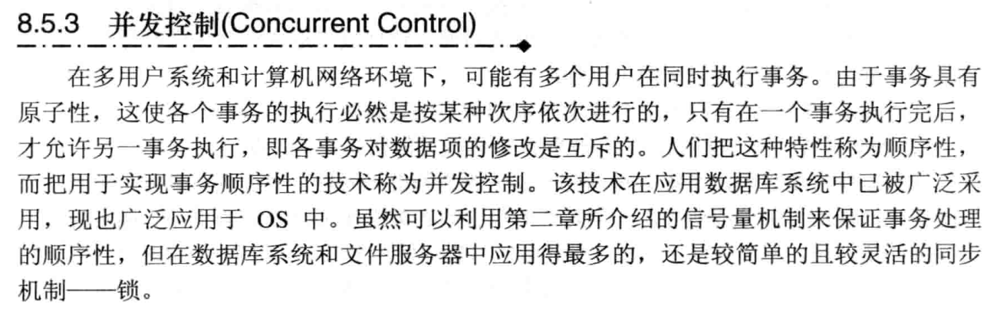 8.5.3 并发控制(Concurrent Control)
在多用户系统和计算机网络环境下，可能有多个用户在同时执行事务。由于事务具有
原子性，这使各个事务的执行必然是按某种次序依次进行的，只有在一个事务执行完后，
才允许另一事务执行，即各事务对数据项的修改是互斥的。人们把这种特性称为顺序性，
而把用于实现事务顺序性的技术称为并发控制。该技术在应用数据库系统中已被广泛采
用，现也广泛应用于 OS 中。虽然可以利用第二章所介绍的信号量机制来保证事务处理
的顺序性，但在数据库系统和文件服务器中应用得最多的，还是较简单的且较灵活的同步
机制——锁。